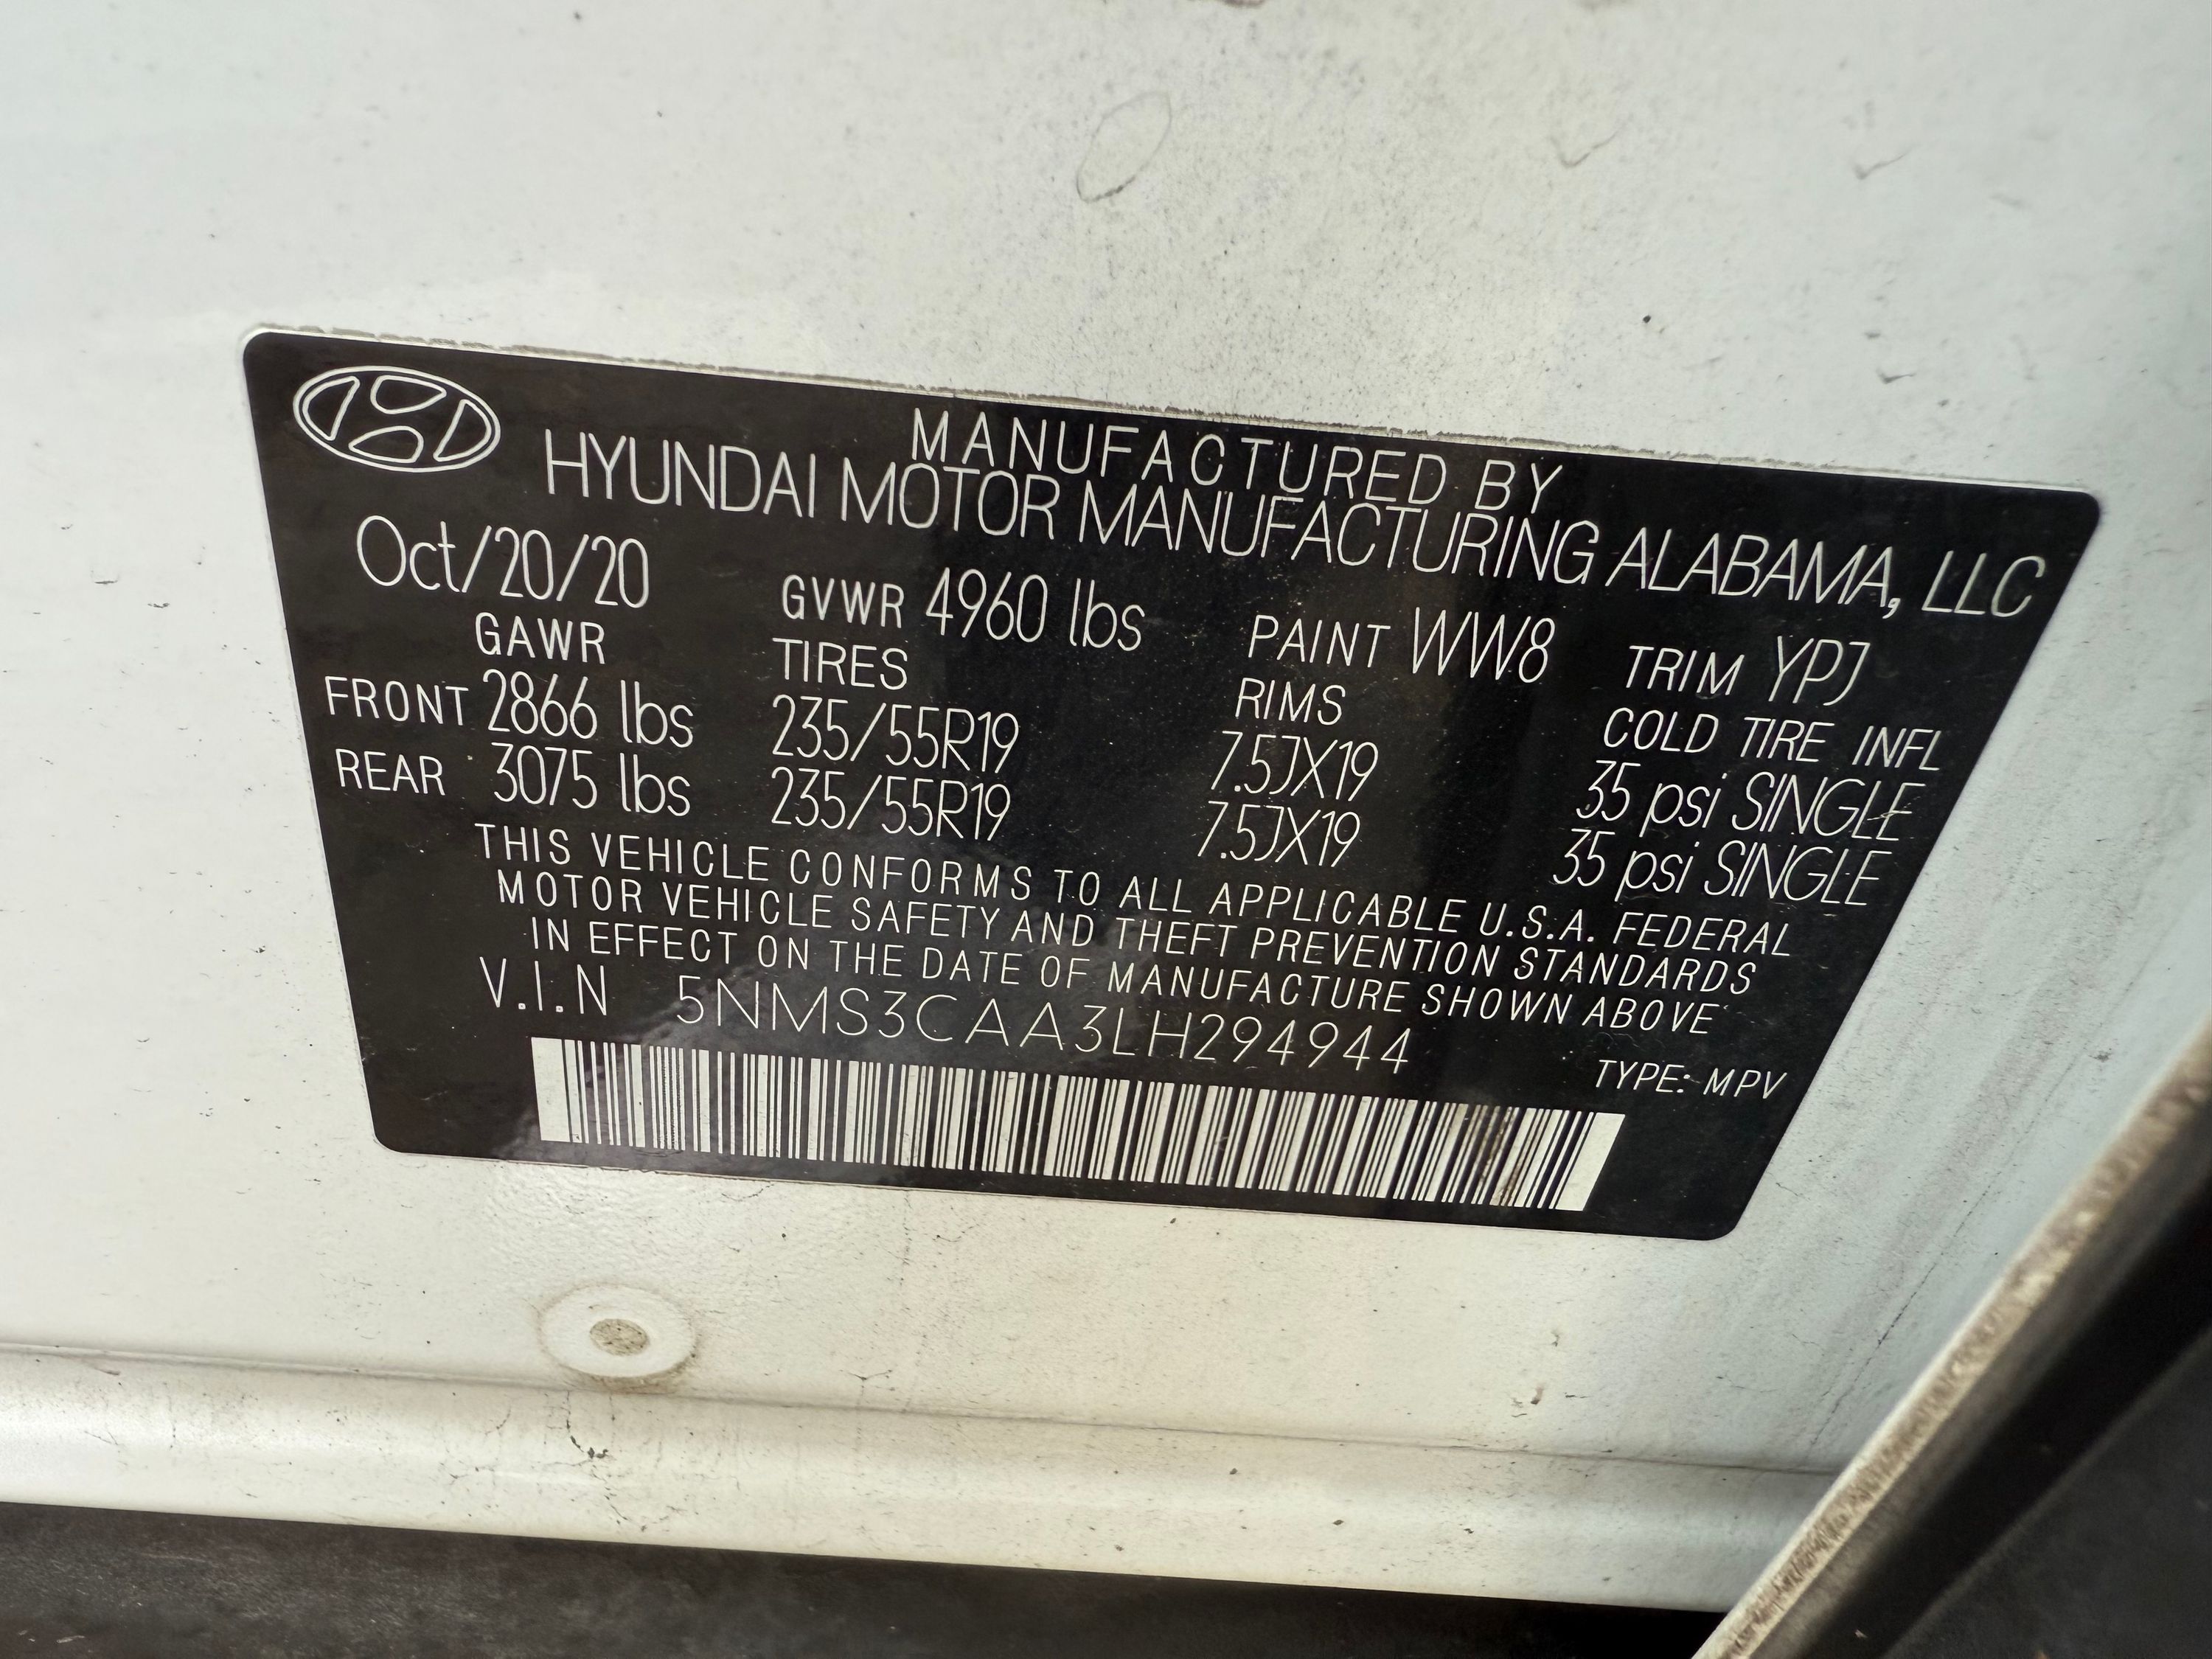 MANUFACTURED BY
HYUNDAI MOTOR MANUFACTURING ALABAMA, LLC
Oct/20/20 GVWR 4960 lbs PAINT WW8 TRIM YPJ
GAWR TIRES RIMS COLD TIRE INFL
FRONT 2866 lbs 235/55R19 7.5JX19 35 psi SINGLE
REAR 3075 lbs 235/55R19 7.5JX19 35 psi SINGLE
THIS VEHICLE CONFORMS TO ALL APPLICABLE U.S.A. FEDERAL
MOTOR VEHICLE SAFETY AND THEFT PREVENTION STANDARDS
IN EFFECT ON THE DATE OF MANUFACTURE SHOWN ABOVE
V.I.N 5NMS3CAA3LH294944
TYPE: MPV